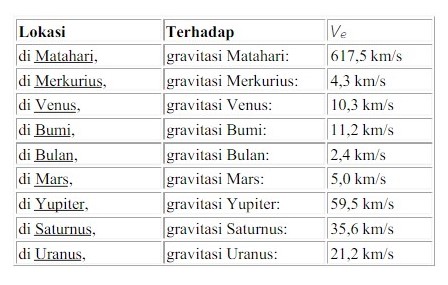 Lokasi Terhadap Ve
di Matahari, gravitasi Matahari: 617,5 km/s
di Merkurius, gravitasi Merkurius: 4,3 km/s
di Venus, gravitasi Venus: 10,3 km/s
di Bumi, gravitasi Bumi: 11,2 km/s
di Bulan, gravitasi Bulan: 2,4 km/s
di Mars, gravitasi Mars: 5,0 km/s
di Yupiter, gravitasi Yupiter: 59,5 km/s
di Saturnus, gravitasi Saturnus: 35,6 km/s
di Uranus, gravitasi Uranus: 21,2 km/s